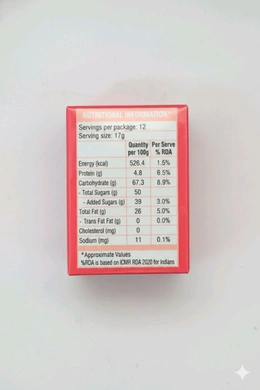 NUTRITIONAL INFORMATION*
Servings per package: 12
Serving size: 17g
Quantity per 100g Per Serve % RDA
Energy (kcal) 526.4 1.5%
Protein (g) 4.8 6.5%
Carbohydrate (g) 67.3 8.9%
- Total Sugars (g) 50
- Added Sugars (g) 39 3.0%
Total Fat (g) 26 5.0%
- Trans Fat Fat (g) 0 0.0%
Cholesterol (mg) 0
Sodium (mg) 11 0.1%
*Approximate Values
%RDA is based on ICMR RDA 2020 for Indians